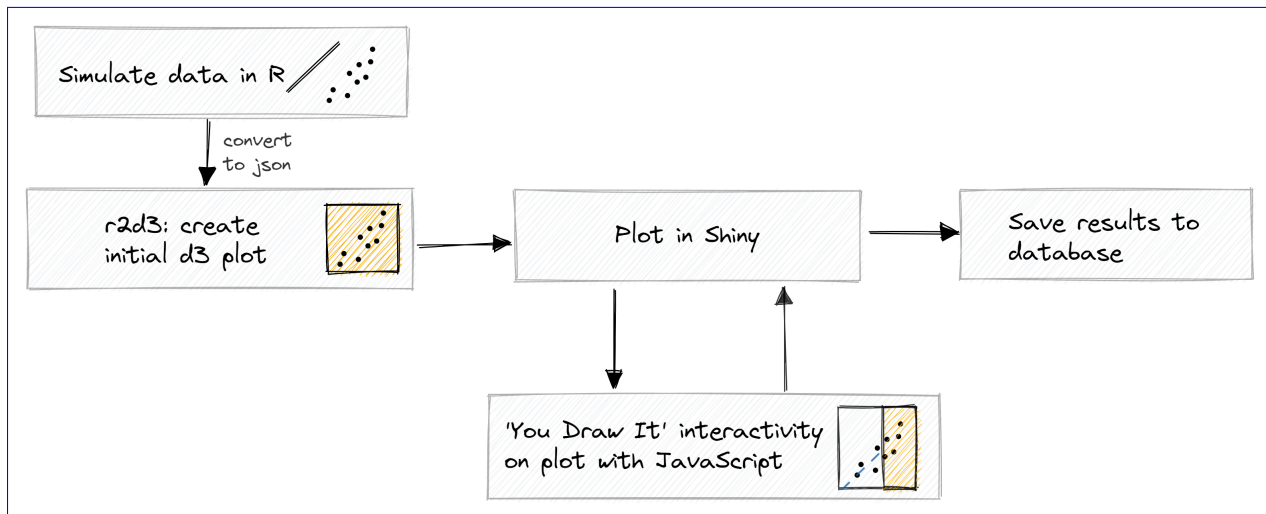 Simulate data in R
convert
to json
r2d3: create
initial d3 plot
Plot in Shiny
Save results to
database
'You Draw It' interactivity
on plot with JavaScript